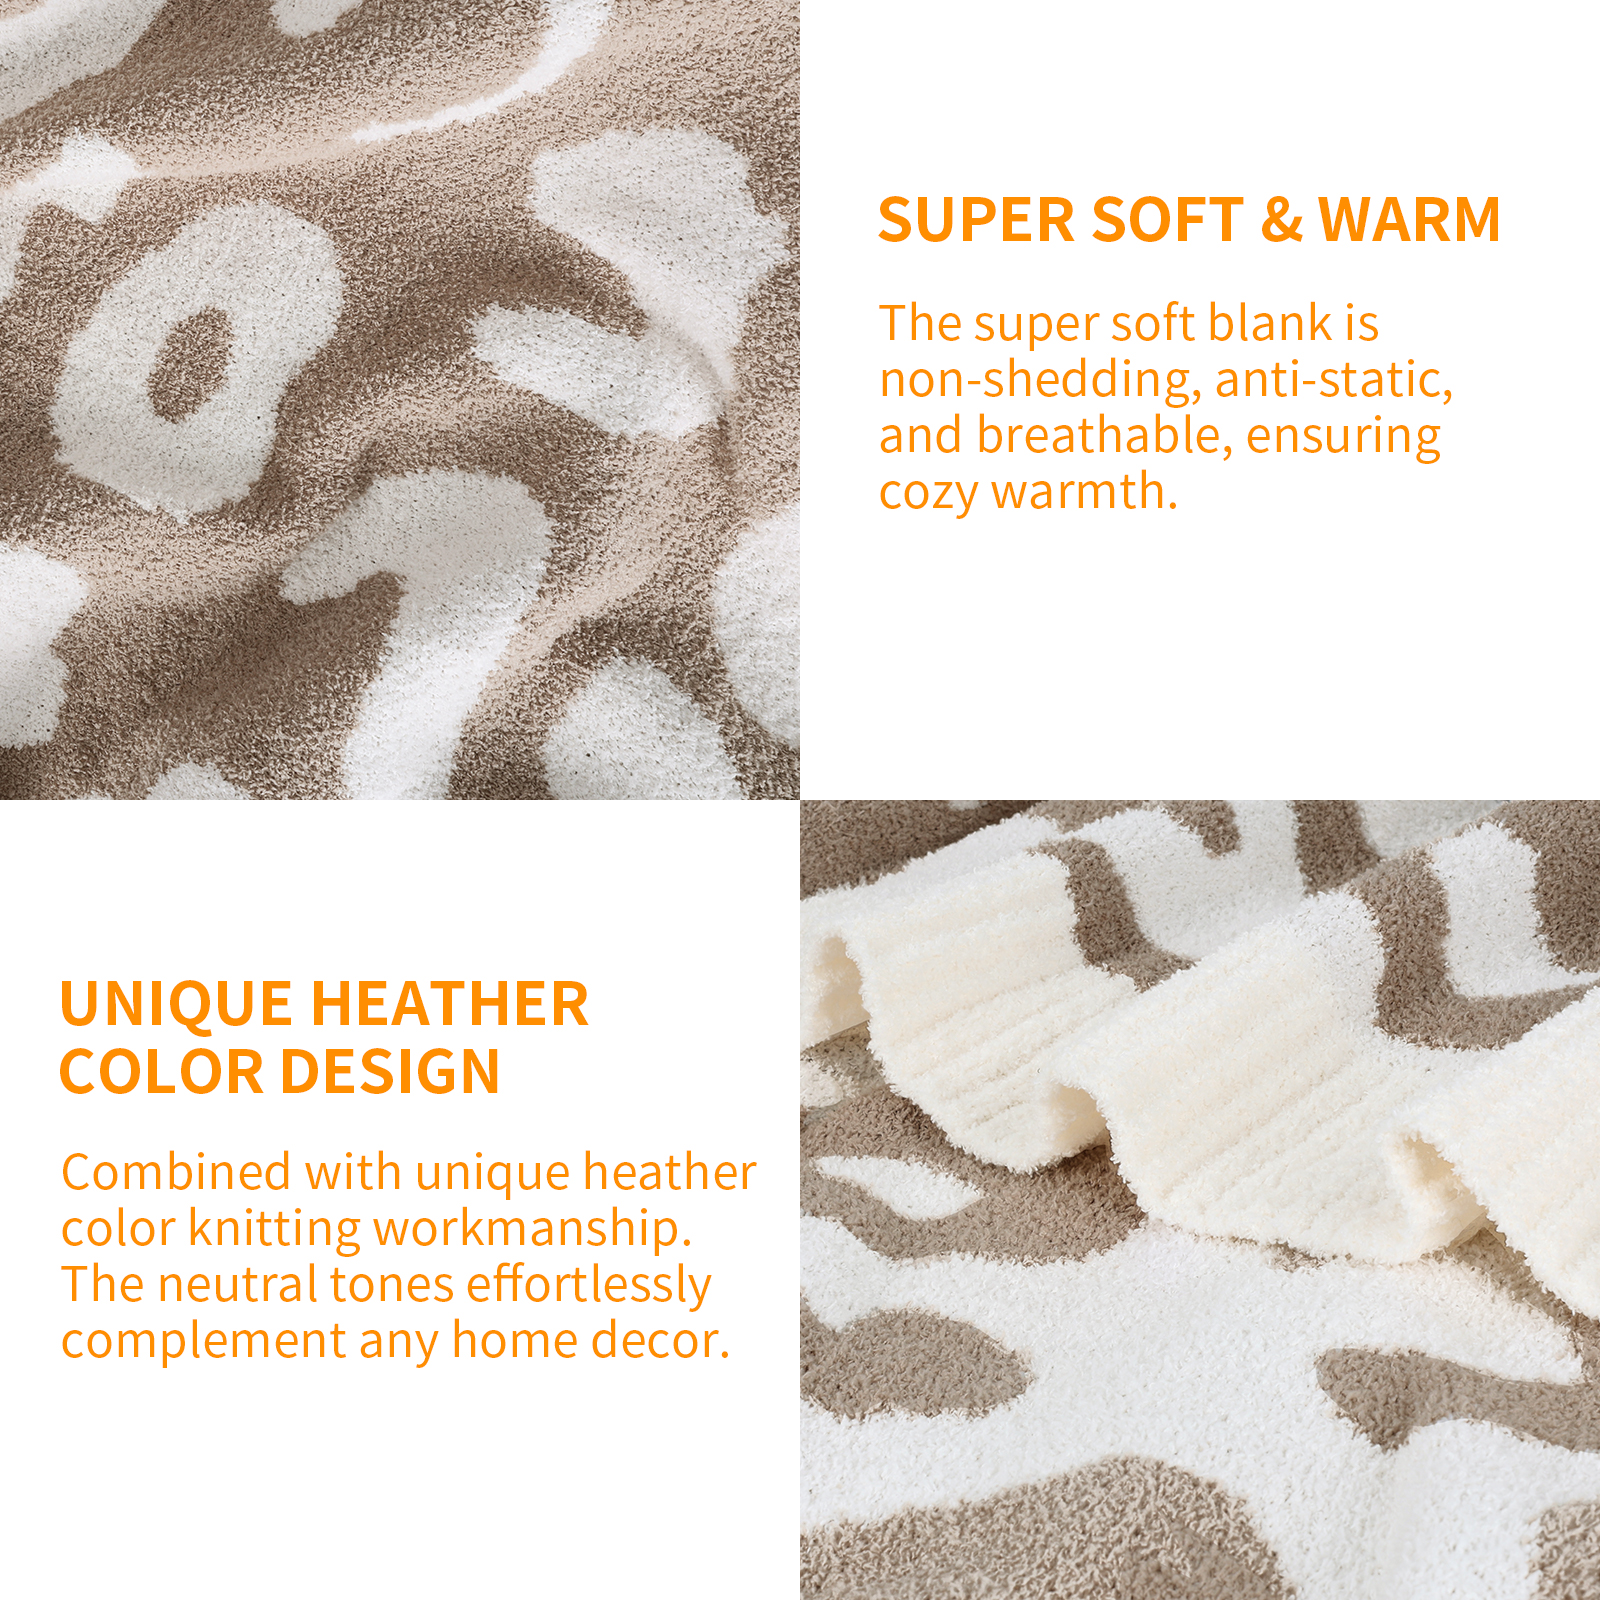 SUPER SOFT & WARM
The super soft blank is
non-shedding, anti-static,
and breathable, ensuring
cozy warmth.
UNIQUE HEATHER
COLOR DESIGN
Combined with unique heather
color knitting workmanship.
The neutral tones effortlessly
complement any home decor.